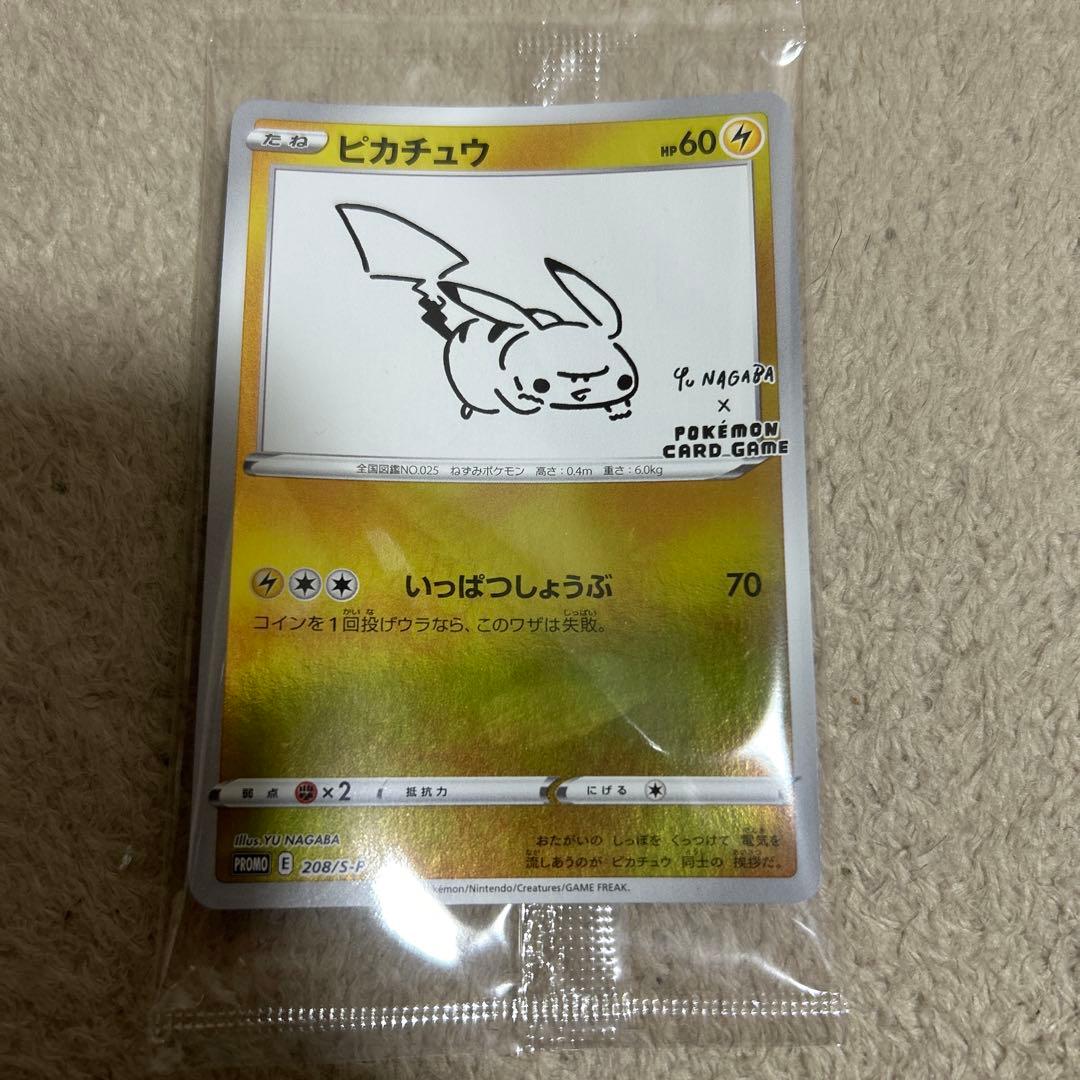 たね ピカチュウ HP60
Yu NAGABA
×
POKÉMON
CARD GAME
全国図鑑NO.025 ねずみポケモン 高さ：0.4m 重さ：6.0kg
いっぱつしょうぶ 70
コインを1回投げウラなら、このワザは失敗。
弱点 ×2 抵抗力 にげる
Illus. YU NAGABA
おたがいの しっぽを くっつけて 電気を
流しあうのが ピカチュウ 同士の 挨拶だ。
PROMO E 208/S-P
kémon/Nintendo/Creatures/GAME FREAK.